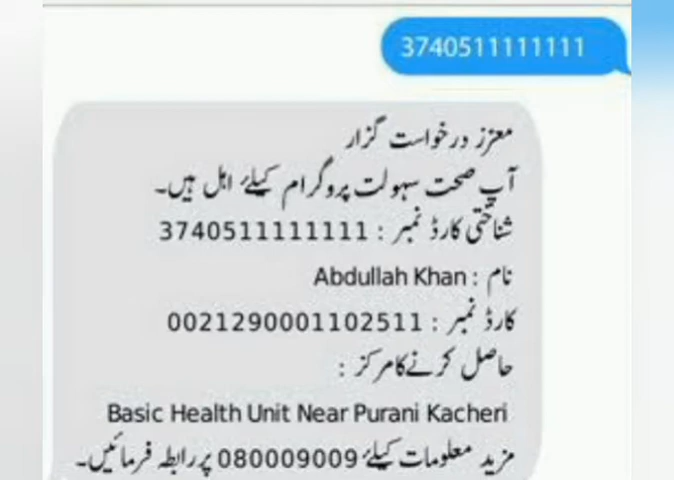 3740511111111
معزز درخواست گزار
آپ صحت سہولت پروگرام کیلئے اہل ہیں۔
شناختی کارڈ نمبر : 3740511111111
نام : Abdullah Khan
کارڈ نمبر : 0021290001102511
حاصل کرنے کا مرکز :
Basic Health Unit Near Purani Kacheri
مزید معلومات کیلئے 080009009 پر رابطہ فرمائیں۔